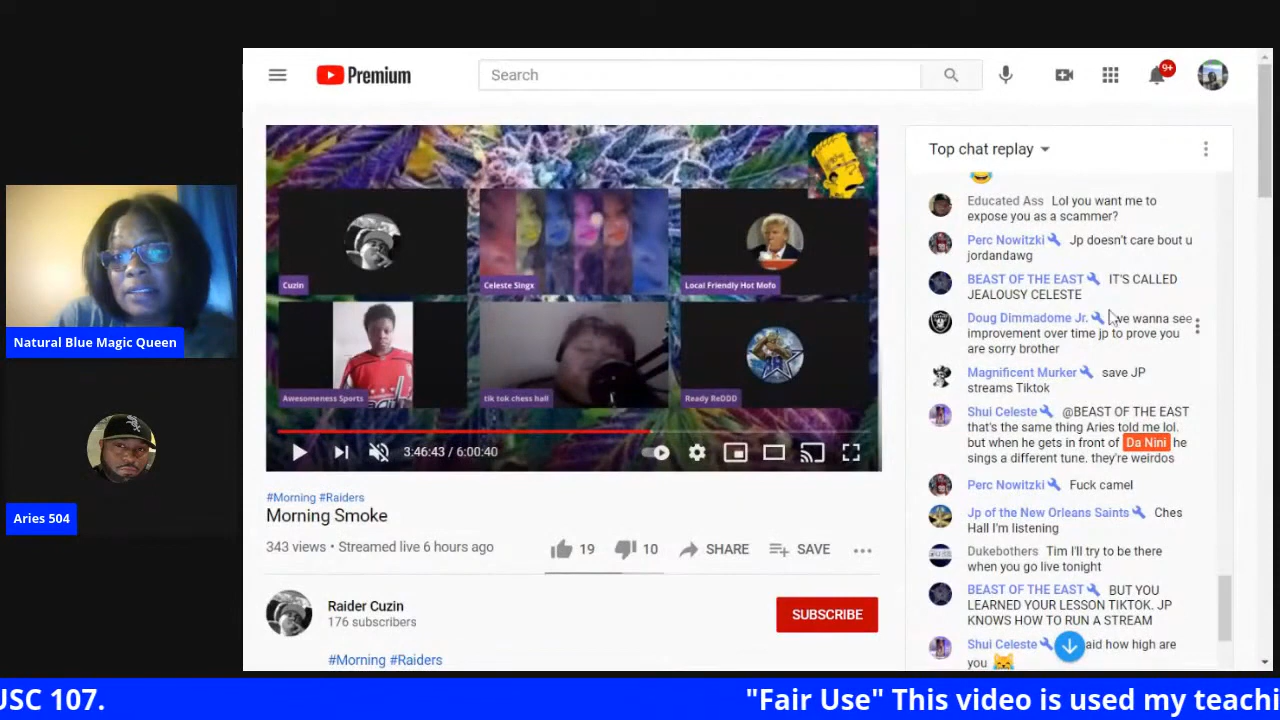 Premium
Search
9+
Cuzin
Celeste Singx
Local Friendly Hot Mofo
Awesomeness Sports
tik tok chess hall
Ready ReDDD
3:46:43 / 6:00:40
#Morning #Raiders
Morning Smoke
343 views • Streamed live 6 hours ago
19
10
SHARE
SAVE
Raider Cuzin
176 subscribers
SUBSCRIBE
#Morning #Raiders
Top chat replay
Educated Ass Lol you want me to
expose you as a scammer?
Perc Nowitzki Jp doesn't care bout u
jordandawg
BEAST OF THE EAST IT'S CALLED
JEALOUSY CELESTE
Doug Dimmadome Jr. we wanna see
improvement over time jp to prove you
are sorry brother
Magnificent Murker save JP
streams Tiktok
Shui Celeste @BEAST OF THE EAST
that's the same thing Aries told me lol.
but when he gets in front of Da Nini he
sings a different tune. they're weirdos
Perc Nowitzki Fuck camel
Jp of the New Orleans Saints Ches
Hall I'm listening
Dukebothers Tim I'll try to be there
when you go live tonight
BEAST OF THE EAST BUT YOU
LEARNED YOUR LESSON TIKTOK. JP
KNOWS HOW TO RUN A STREAM
Shui Celeste aid how high are
you
Natural Blue Magic Queen
Aries 504
USC 107. "Fair Use" This video is used my teachi